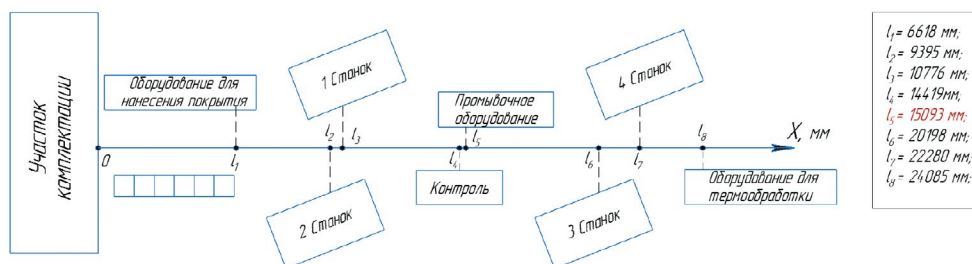 Участок
комплектации
Оборудование для
нанесения покрытия
1 Станок
Промывочное
оборудование
4 Станок
0
l₁
l₂
l₃
l₄
l₅
l₆
l₇
l₈
X, мм
2 Станок
Контроль
3 Станок
Оборудование для
термообработки
l₁= 6618 мм;
l₂= 9395 мм;
l₃= 10776 мм;
l₄= 14419мм;
l₅= 15093 мм;
l₆= 20198 мм;
l₇= 22280 мм;
l₈= 24085 мм;